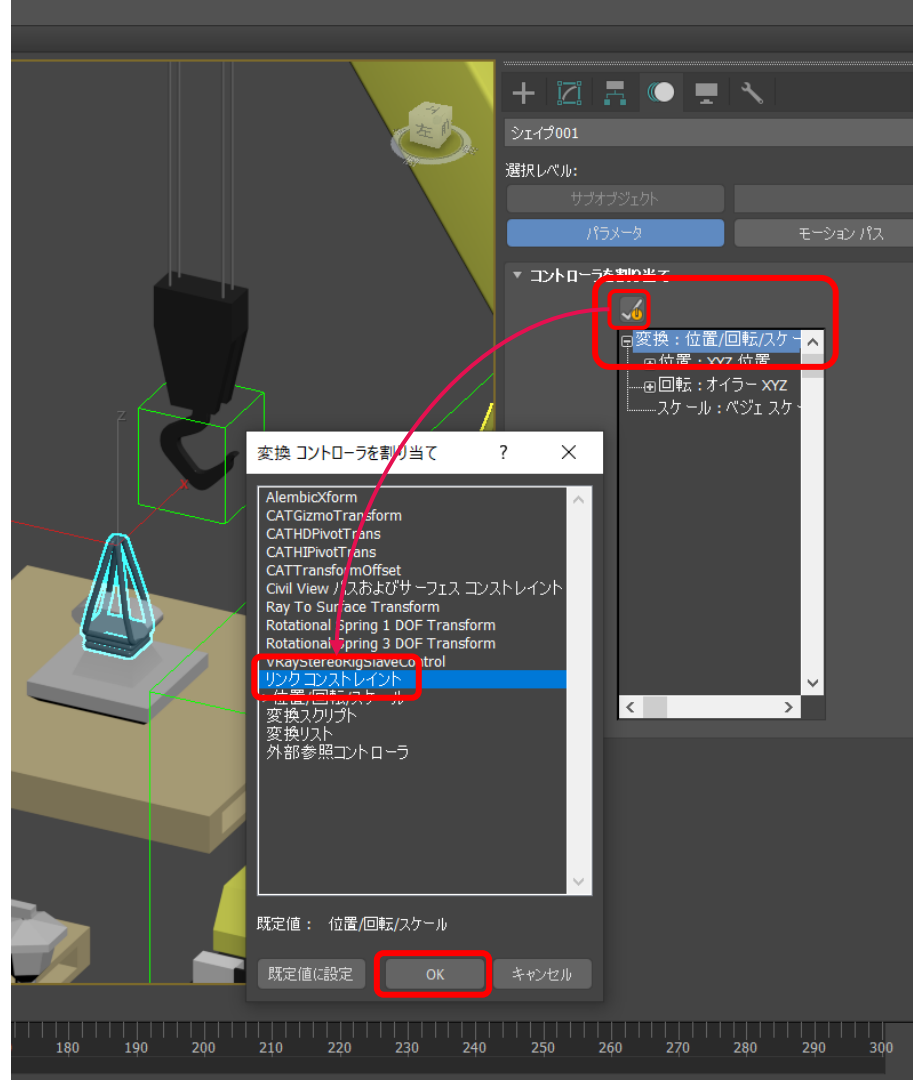 左
前
シェイプ001
選択レベル:
サブオブジェクト
パラメータ
モーション パス
コントローラを割り当て
変換 : 位置/回転/スケー
位置 : XYZ 位置
回転 : オイラー XYZ
スケール : ベジェ スケ
z
x
変換 コントローラを割り当て
?
AlembicXform
CATGizmoTransform
CATHDPivotTrans
CATHIPivotTrans
CATTransformOffset
Civil View パスおよびサーフェス コンストレイント
Ray To Surface Transform
Rotational Spring 1 DOF Transform
Rotational Spring 3 DOF Transform
VRayStereoRigSlaveControl
リンク コンストレイント
位置/回転/スケール
変換スクリプト
変換リスト
外部参照コントローラ
既定値 : 位置/回転/スケール
既定値に設定
OK
キャンセル
180 190 200 210 220 230 240 250 260 270 280 290 300